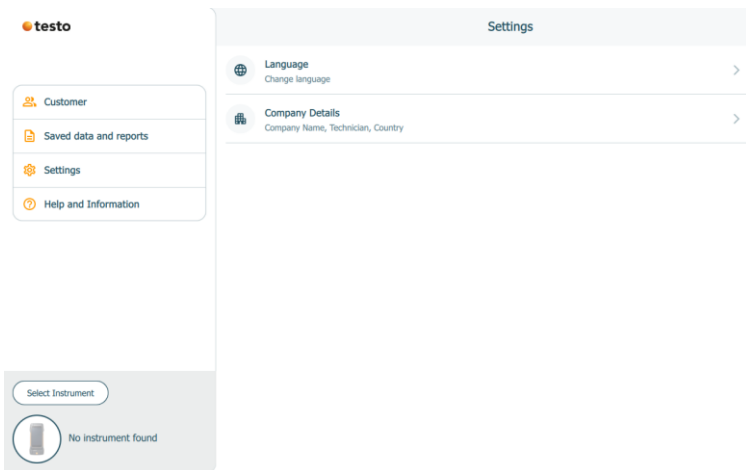 testo
Customer
Saved data and reports
Settings
Help and Information
Select Instrument
No instrument found
Settings
Language
Change language
Company Details
Company Name, Technician, Country